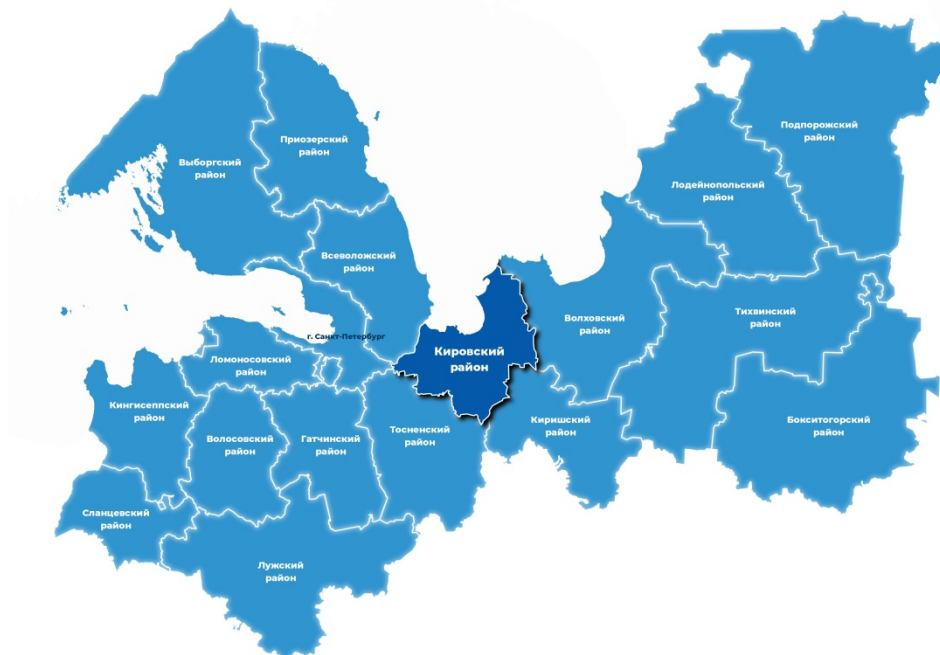 Подпорожский
район
Приозерский
район
Выборгский
район
Лодейнопольский
район
Всеволожский
район
Тихвинский
район
Волховский
район
г. Санкт-Петербург
Кировский
район
Ломоносовский
район
Кингисеппский
район
Бокситогорский
район
Киришский
район
Тосненский
район
Волосовский
район
Гатчинский
район
Сланцевский
район
Лужский
район